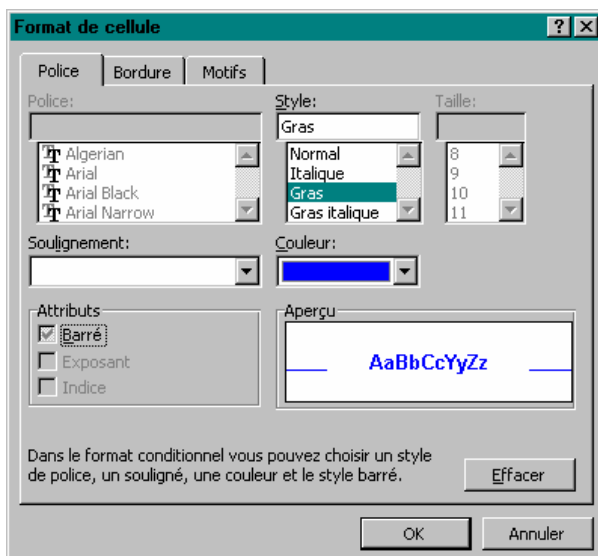 Format de cellule
Police Bordure Motifs
Police: Style: Taille:
Gras
Algerian Normal 8
Arial Italique 9
Arial Black Gras 10
Arial Narrow Gras italique 11
Soulignement: Couleur:
Attributs Aperçu
Barré
Exposant
Indice
AaBbCcYyZz
Dans le format conditionnel vous pouvez choisir un style
de police, un souligné, une couleur et le style barré.
Effacer
OK Annuler